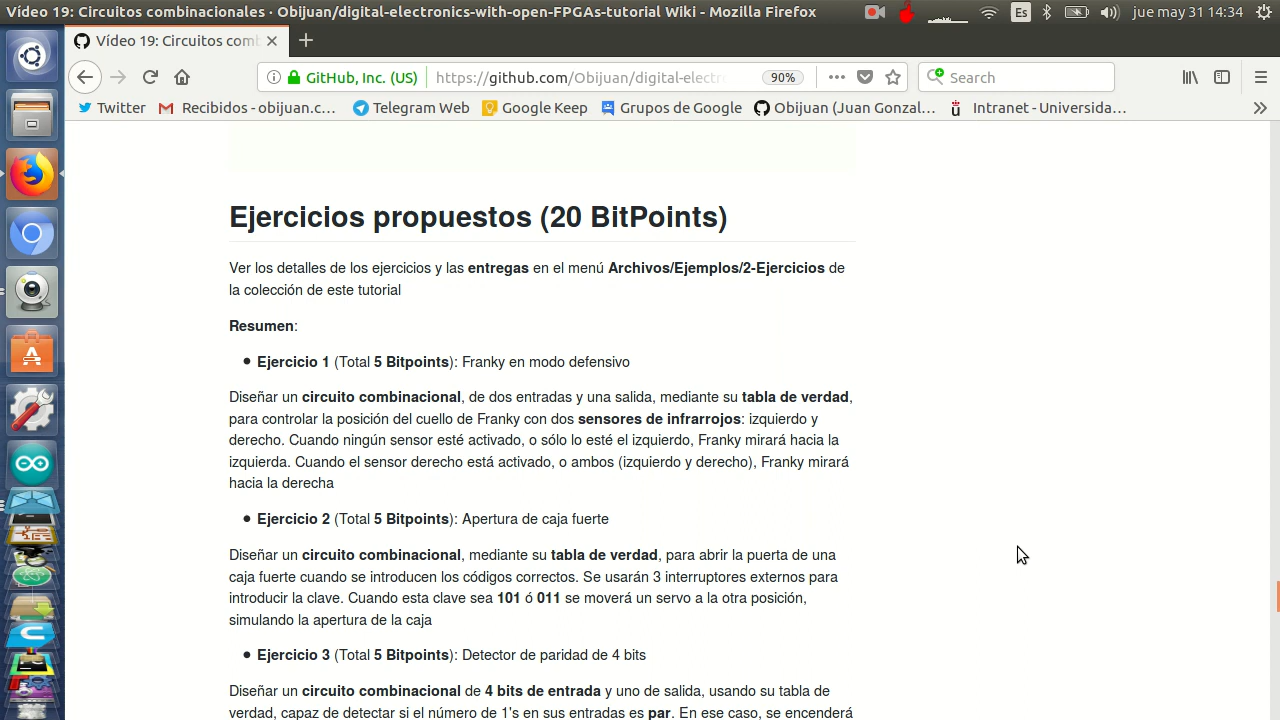 Vídeo 19: Circuitos combinacionales · Obijuan/digital-electronics-with-open-FPGAs-tutorial Wiki - Mozilla Firefox
Es
jue may 31 14:34
Vídeo 19: Circuitos comb
GitHub, Inc. (US)
https://github.com/Obijuan/digital-electr
90%
Search
Twitter
Recibidos - obijuan.c…
Telegram Web
Google Keep
Grupos de Google
Obijuan (Juan Gonzal…
Intranet - Universida…
Ejercicios propuestos (20 BitPoints)
Ver los detalles de los ejercicios y las entregas en el menú Archivos/Ejemplos/2-Ejercicios de
la colección de este tutorial
Resumen:
• Ejercicio 1 (Total 5 Bitpoints): Franky en modo defensivo
Diseñar un circuito combinacional, de dos entradas y una salida, mediante su tabla de verdad,
para controlar la posición del cuello de Franky con dos sensores de infrarrojos: izquierdo y
derecho. Cuando ningún sensor esté activado, o sólo lo esté el izquierdo, Franky mirará hacia la
izquierda. Cuando el sensor derecho está activado, o ambos (izquierdo y derecho), Franky mirará
hacia la derecha
• Ejercicio 2 (Total 5 Bitpoints): Apertura de caja fuerte
Diseñar un circuito combinacional, mediante su tabla de verdad, para abrir la puerta de una
caja fuerte cuando se introducen los códigos correctos. Se usarán 3 interruptores externos para
introducir la clave. Cuando esta clave sea 101 ó 011 se moverá un servo a la otra posición,
simulando la apertura de la caja
• Ejercicio 3 (Total 5 Bitpoints): Detector de paridad de 4 bits
Diseñar un circuito combinacional de 4 bits de entrada y uno de salida, usando su tabla de
verdad, capaz de detectar si el número de 1's en sus entradas es par. En ese caso, se encenderá